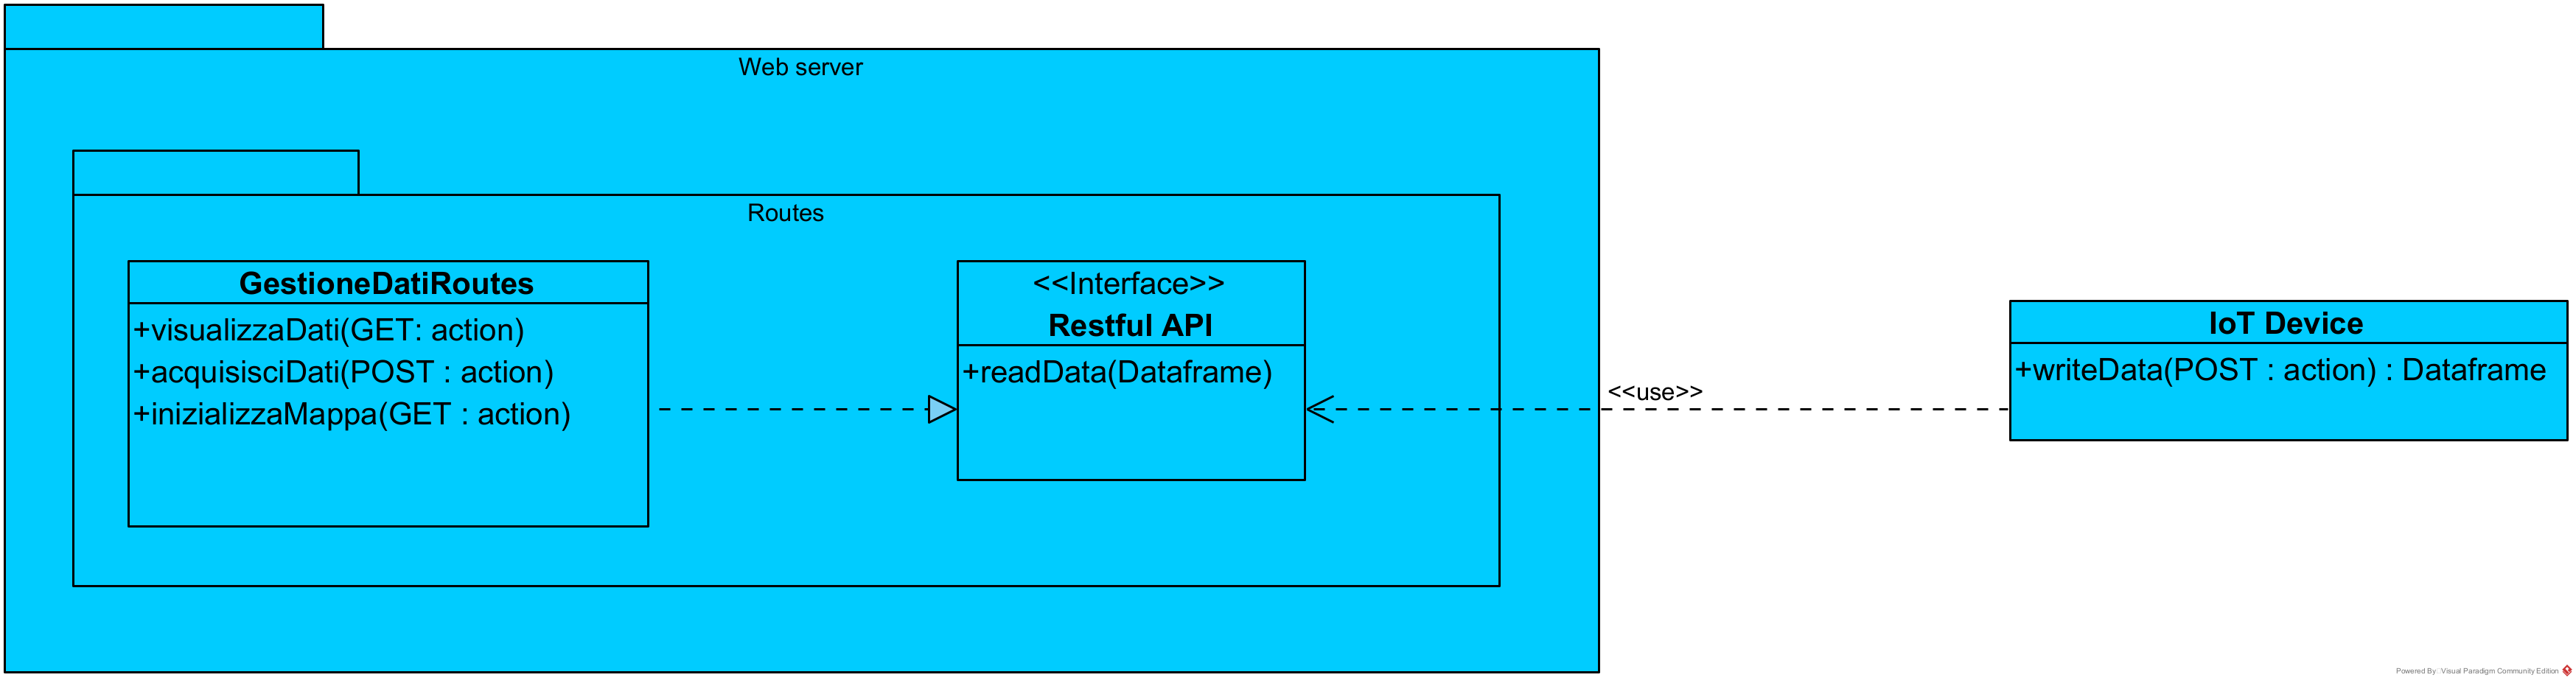 Web server
Routes
GestioneDatiRoutes
+visualizzaDati(GET: action)
+acquisisciDati(POST : action)
+inizializzaMappa(GET : action)
<<Interface>>
Restful API
+readData(Dataframe)
<<use>>
IoT Device
+writeData(POST : action) : Dataframe
Powered By Visual Paradigm Community Edition